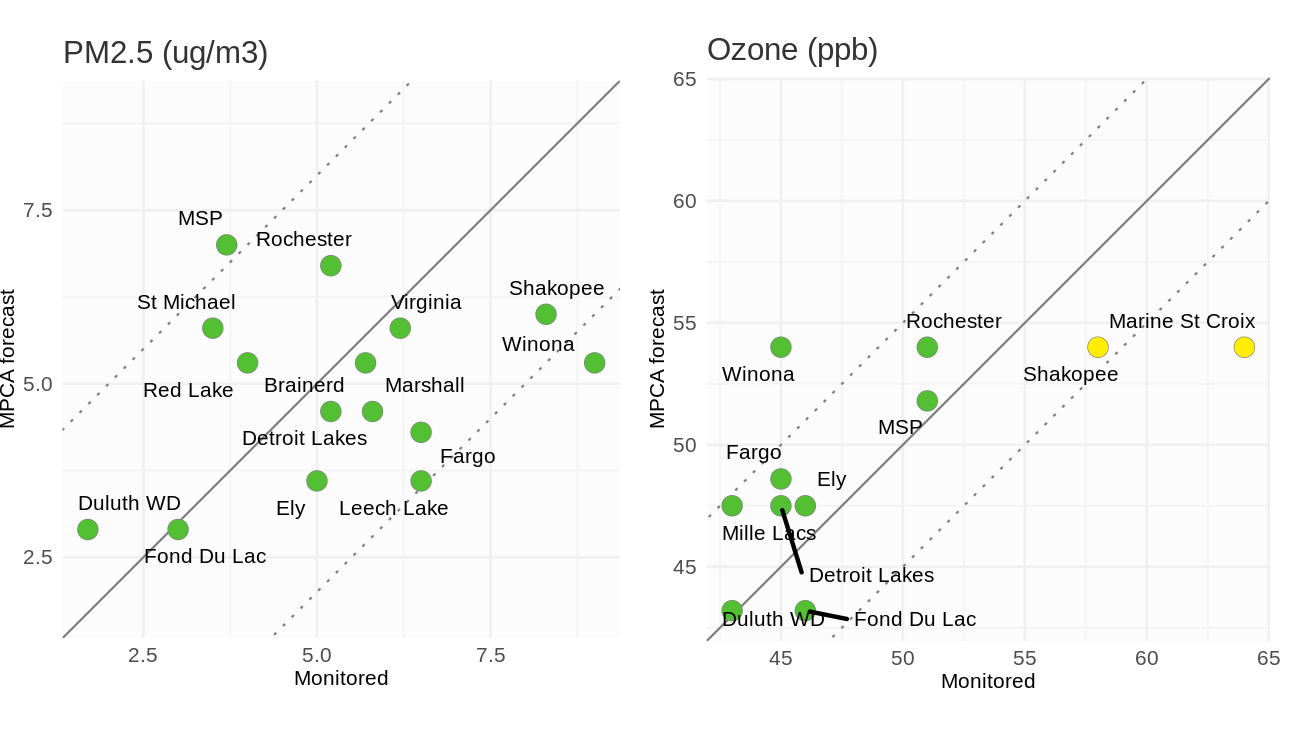 PM2.5 (ug/m3)
MPCA forecast
7.5
5.0
2.5
MSP
Rochester
St Michael
Virginia
Shakopee
Winona
Red Lake
Brainerd
Marshall
Detroit Lakes
Fargo
Ely
Leech Lake
Duluth WD
Fond Du Lac
2.5
5.0
7.5
Monitored
Ozone (ppb)
MPCA forecast
65
60
55
50
45
Rochester
Marine St Croix
Winona
Shakopee
MSP
Fargo
Ely
Mille Lacs
Detroit Lakes
Duluth WD
Fond Du Lac
45
50
55
60
65
Monitored